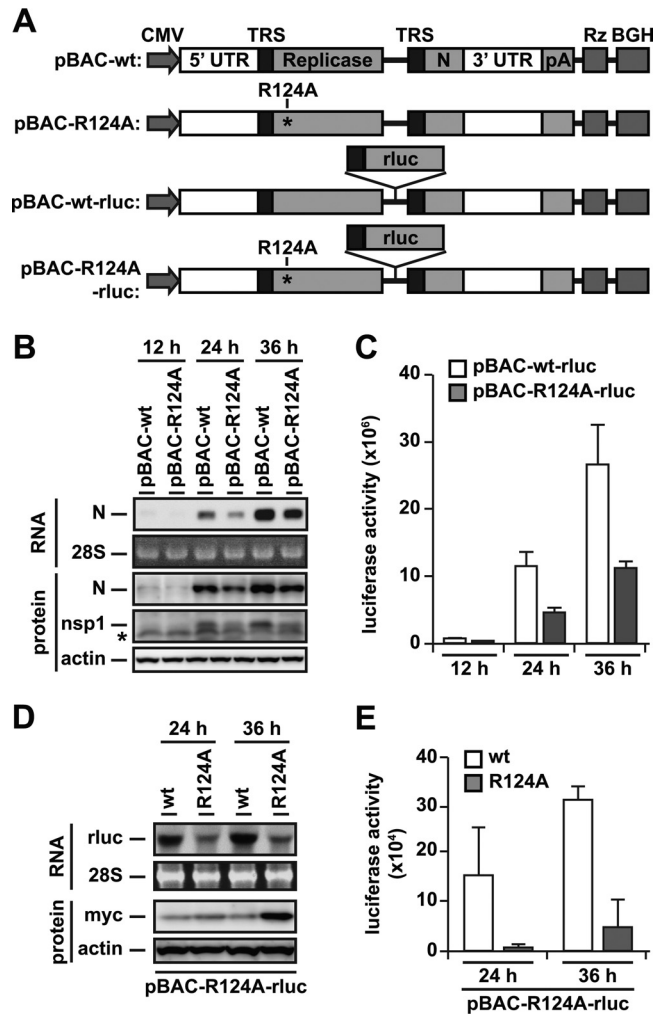 A
CMV TRS TRS Rz BGH
pBAC-wt: 5' UTR Replicase N 3' UTR pA
R124A
pBAC-R124A: *
rluc
pBAC-wt-rluc:
rluc
R124A
pBAC-R124A
-rluc: *
B
12 h 24 h 36 h
pBAC-wt pBAC-R124A pBAC-wt pBAC-R124A pBAC-wt pBAC-R124A
RNA
N
28S
protein
N
nsp1
*
actin
C
pBAC-wt-rluc
pBAC-R124A-rluc
luciferase activity (x10⁶)
40
30
20
10
0
12 h 24 h 36 h
D
24 h 36 h
wt R124A wt R124A
RNA
rluc
28S
protein
myc
actin
pBAC-R124A-rluc
E
wt
R124A
luciferase activity
(x10⁴)
40
30
20
10
0
24 h 36 h
pBAC-R124A-rluc